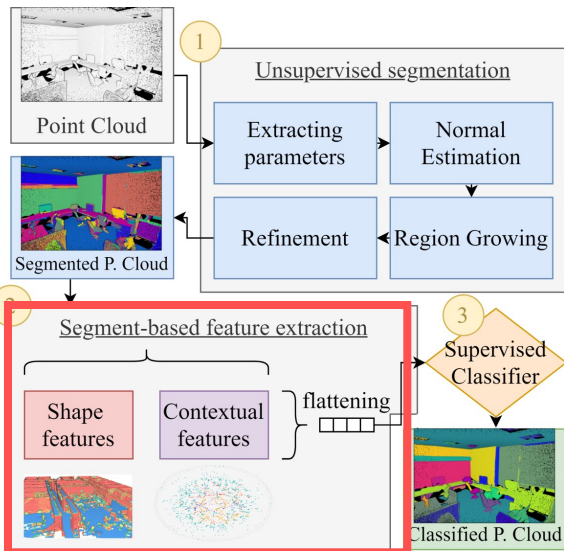 1
Unsupervised segmentation
Point Cloud
Extracting
parameters
Normal
Estimation
Refinement
Region Growing
Segmented P. Cloud
2
Segment-based feature extraction
3
Supervised
Classifier
Shape
features
Contextual
features
flattening
Classified P. Cloud